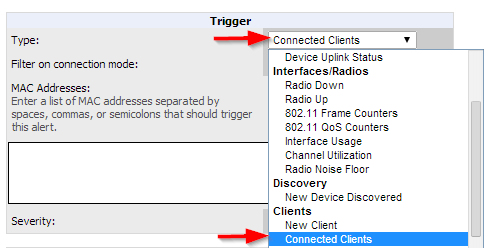 Trigger
Type:
Connected Clients
Filter on connection mode:
MAC Addresses:
Enter a list of MAC addresses separated by
spaces, commas, or semicolons that should trigger
this alert.
Severity:
Device Uplink Status
Interfaces/Radios
Radio Down
Radio Up
802.11 Frame Counters
802.11 QoS Counters
Interface Usage
Channel Utilization
Radio Noise Floor
Discovery
New Device Discovered
Clients
New Client
Connected Clients